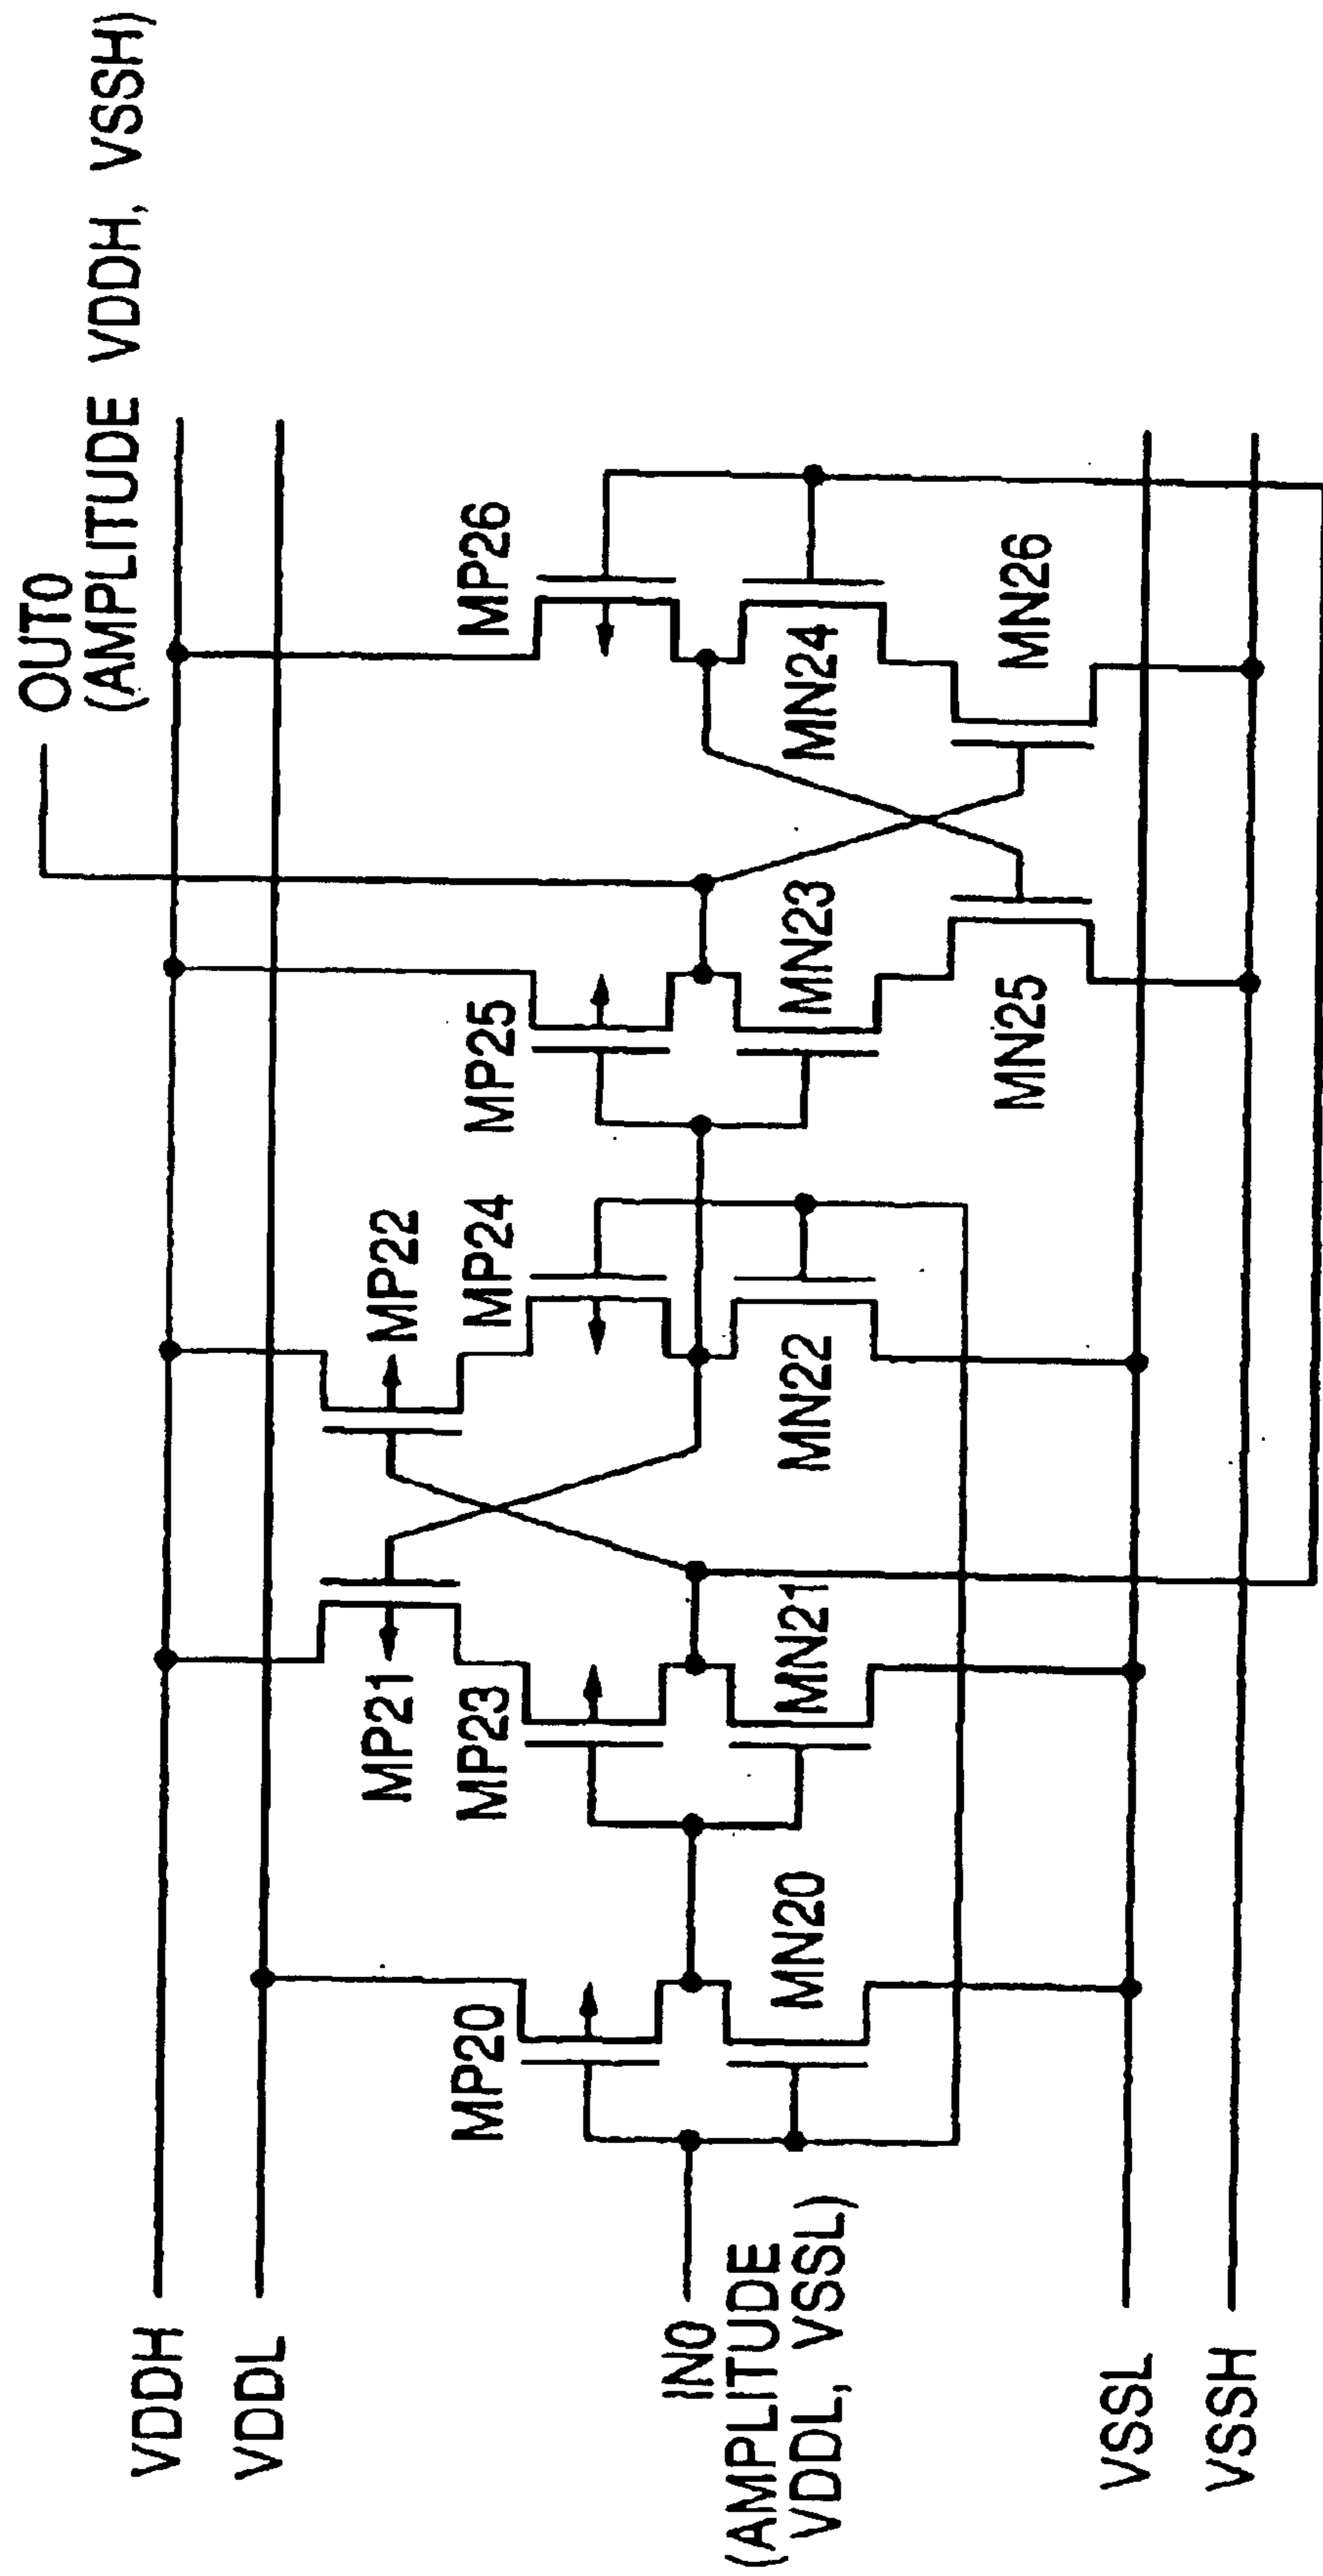 OUT0
(AMPLITUDE VDDH, VSSH)
VDDH
VDDL
MP21
MP22
MP20
MP23
MP24
MP25
MP26
IN0
(AMPLITUDE
VDDL, VSSL)
MN20
MN21
MN22
MN23
MN24
MN25
MN26
VSSL
VSSH